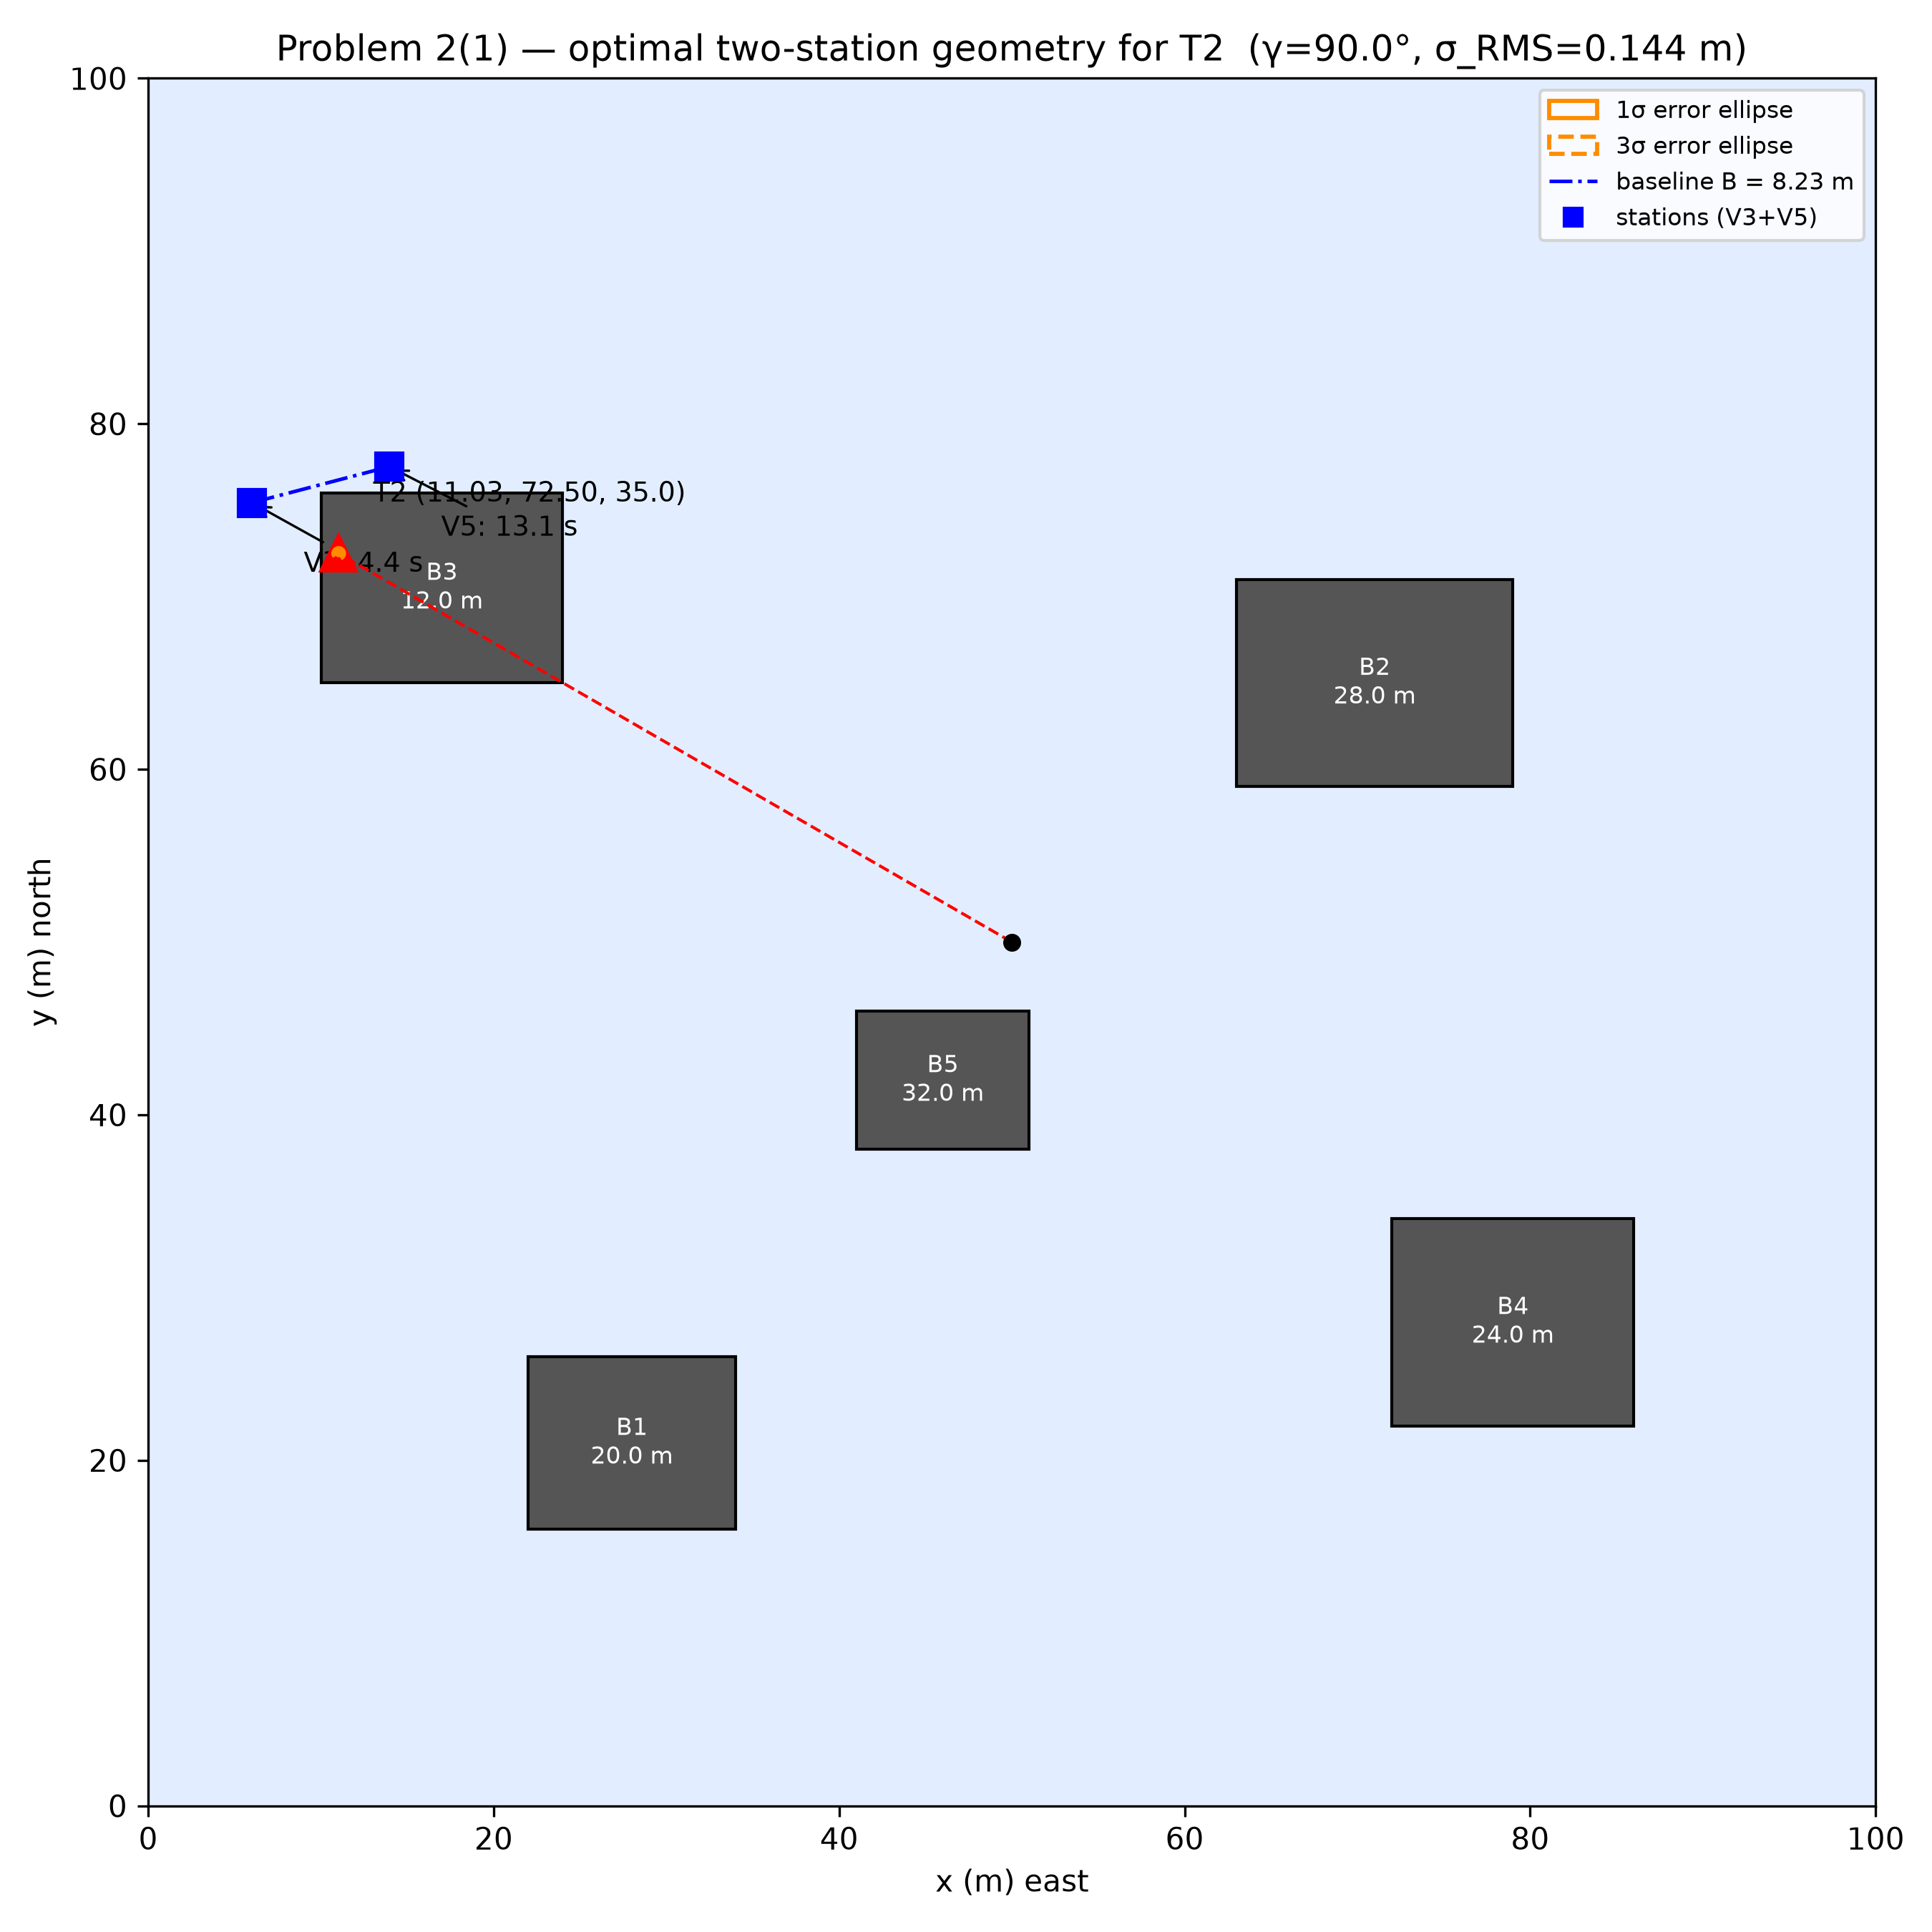 Problem 2(1) — optimal two-station geometry for T2 (γ=90.0°, σ_RMS=0.144 m)
1σ error ellipse
3σ error ellipse
baseline B = 8.23 m
stations (V3+V5)
100
80
60
40
20
0
y (m) north
T2 (11.03, 72.50, 35.0)
V5: 13.1 s
4.4 s
B3
12.0 m
B2
28.0 m
B5
32.0 m
B4
24.0 m
B1
20.0 m
0
20
40
60
80
100
x (m) east